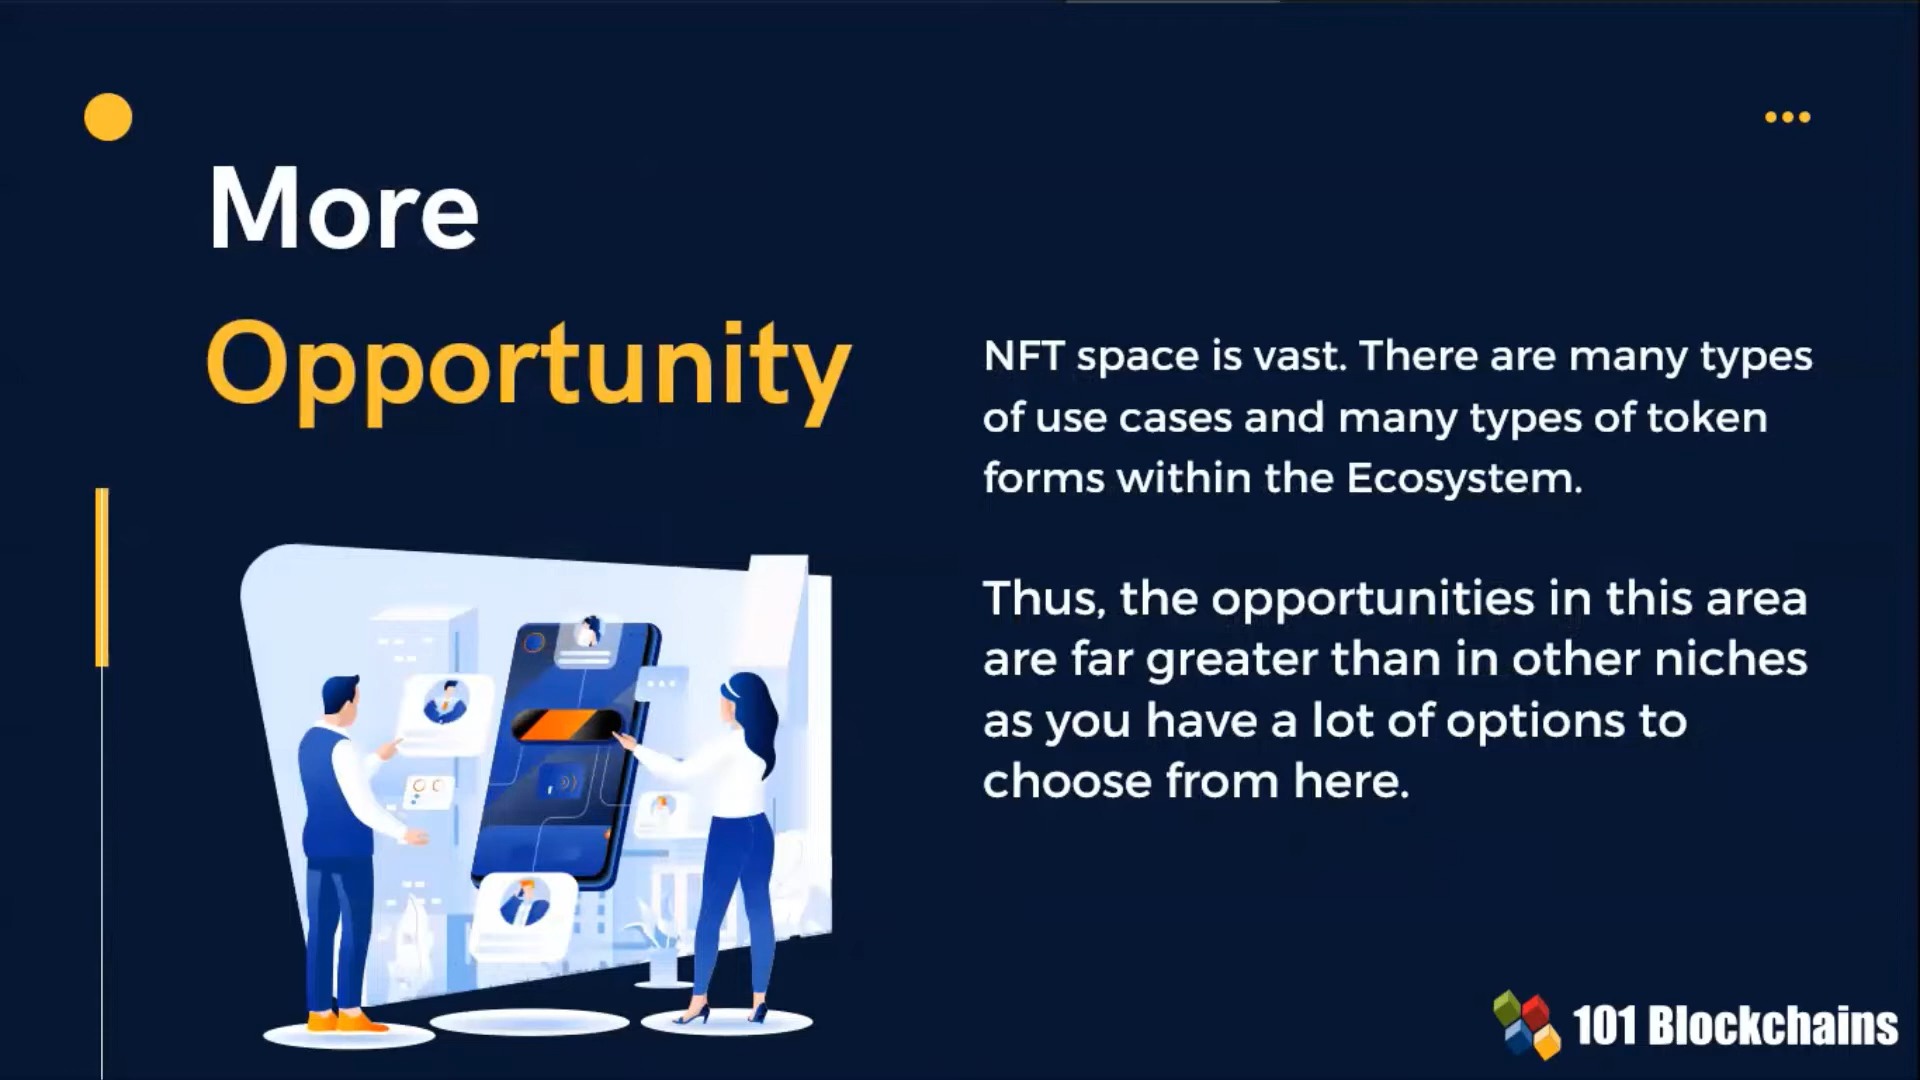 More
Opportunity
NFT space is vast. There are many types
of use cases and many types of token
forms within the Ecosystem.
Thus, the opportunities in this area
are far greater than in other niches
as you have a lot of options to
choose from here.
101 Blockchains